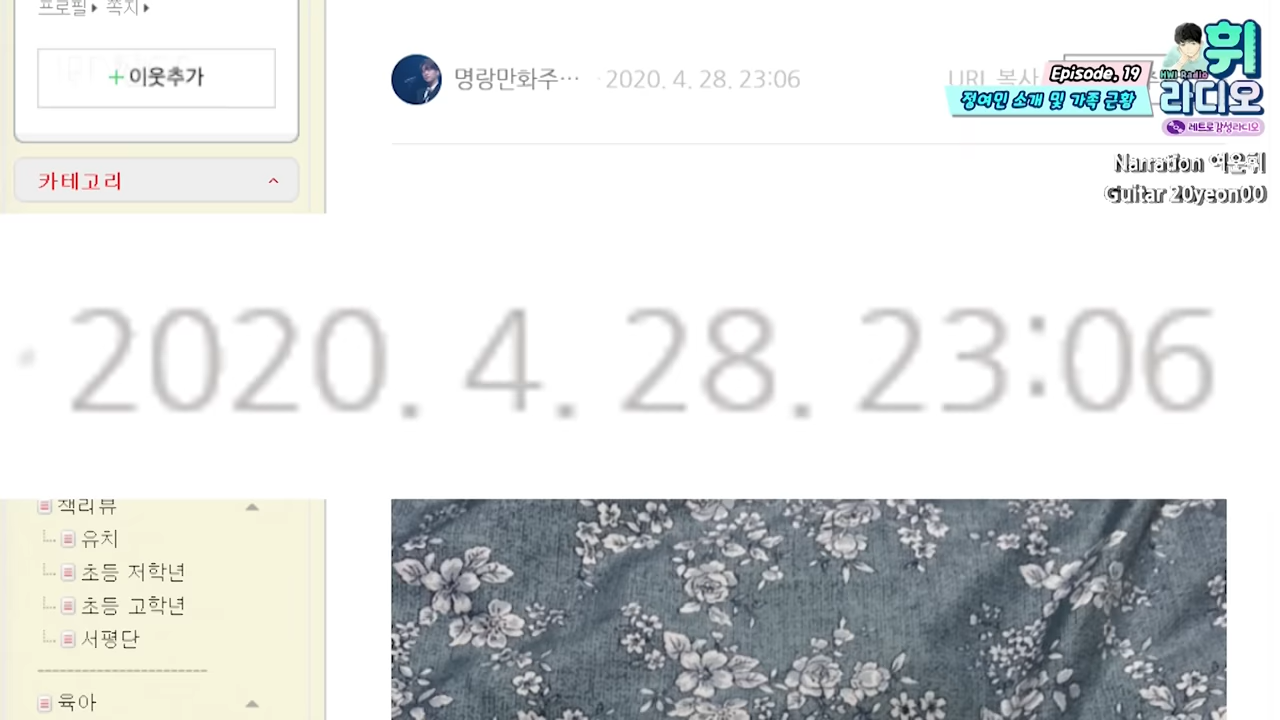 프로필 쪽지
+ 이웃추가
명랑만화주… · 2020. 4. 28. 23:06
URL 복사
Episode. 19
정여민 소개 및 가족 근황
HWI Radio
휘
라디오
레트로감성라디오
Narration 여운휘
Guitar 20yeon00
카테고리
· 2020. 4. 28. 23:06
책리뷰
유치
초등 저학년
초등 고학년
서평단
육아